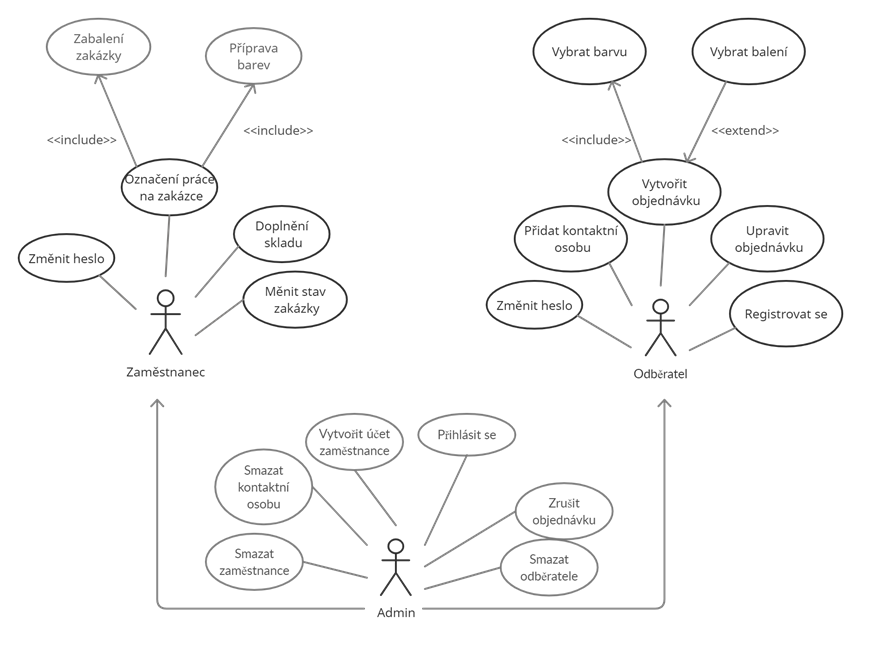 Zabalení
zakázky
Příprava
barev
<<include>>
<<include>>
Označení práce
na zakázce
Změnit heslo
Doplnění
skladu
Měnit stav
zakázky
Zaměstnanec
Vybrat barvu
Vybrat balení
<<include>>
<<extend>>
Vytvořit
objednávku
Přidat kontaktní
osobu
Upravit
objednávku
Změnit heslo
Registrovat se
Odběratel
Vytvořit účet
zaměstnance
Přihlásit se
Smazat
kontaktní
osobu
Zrušit
objednávku
Smazat
zaměstnance
Smazat
odběratele
Admin